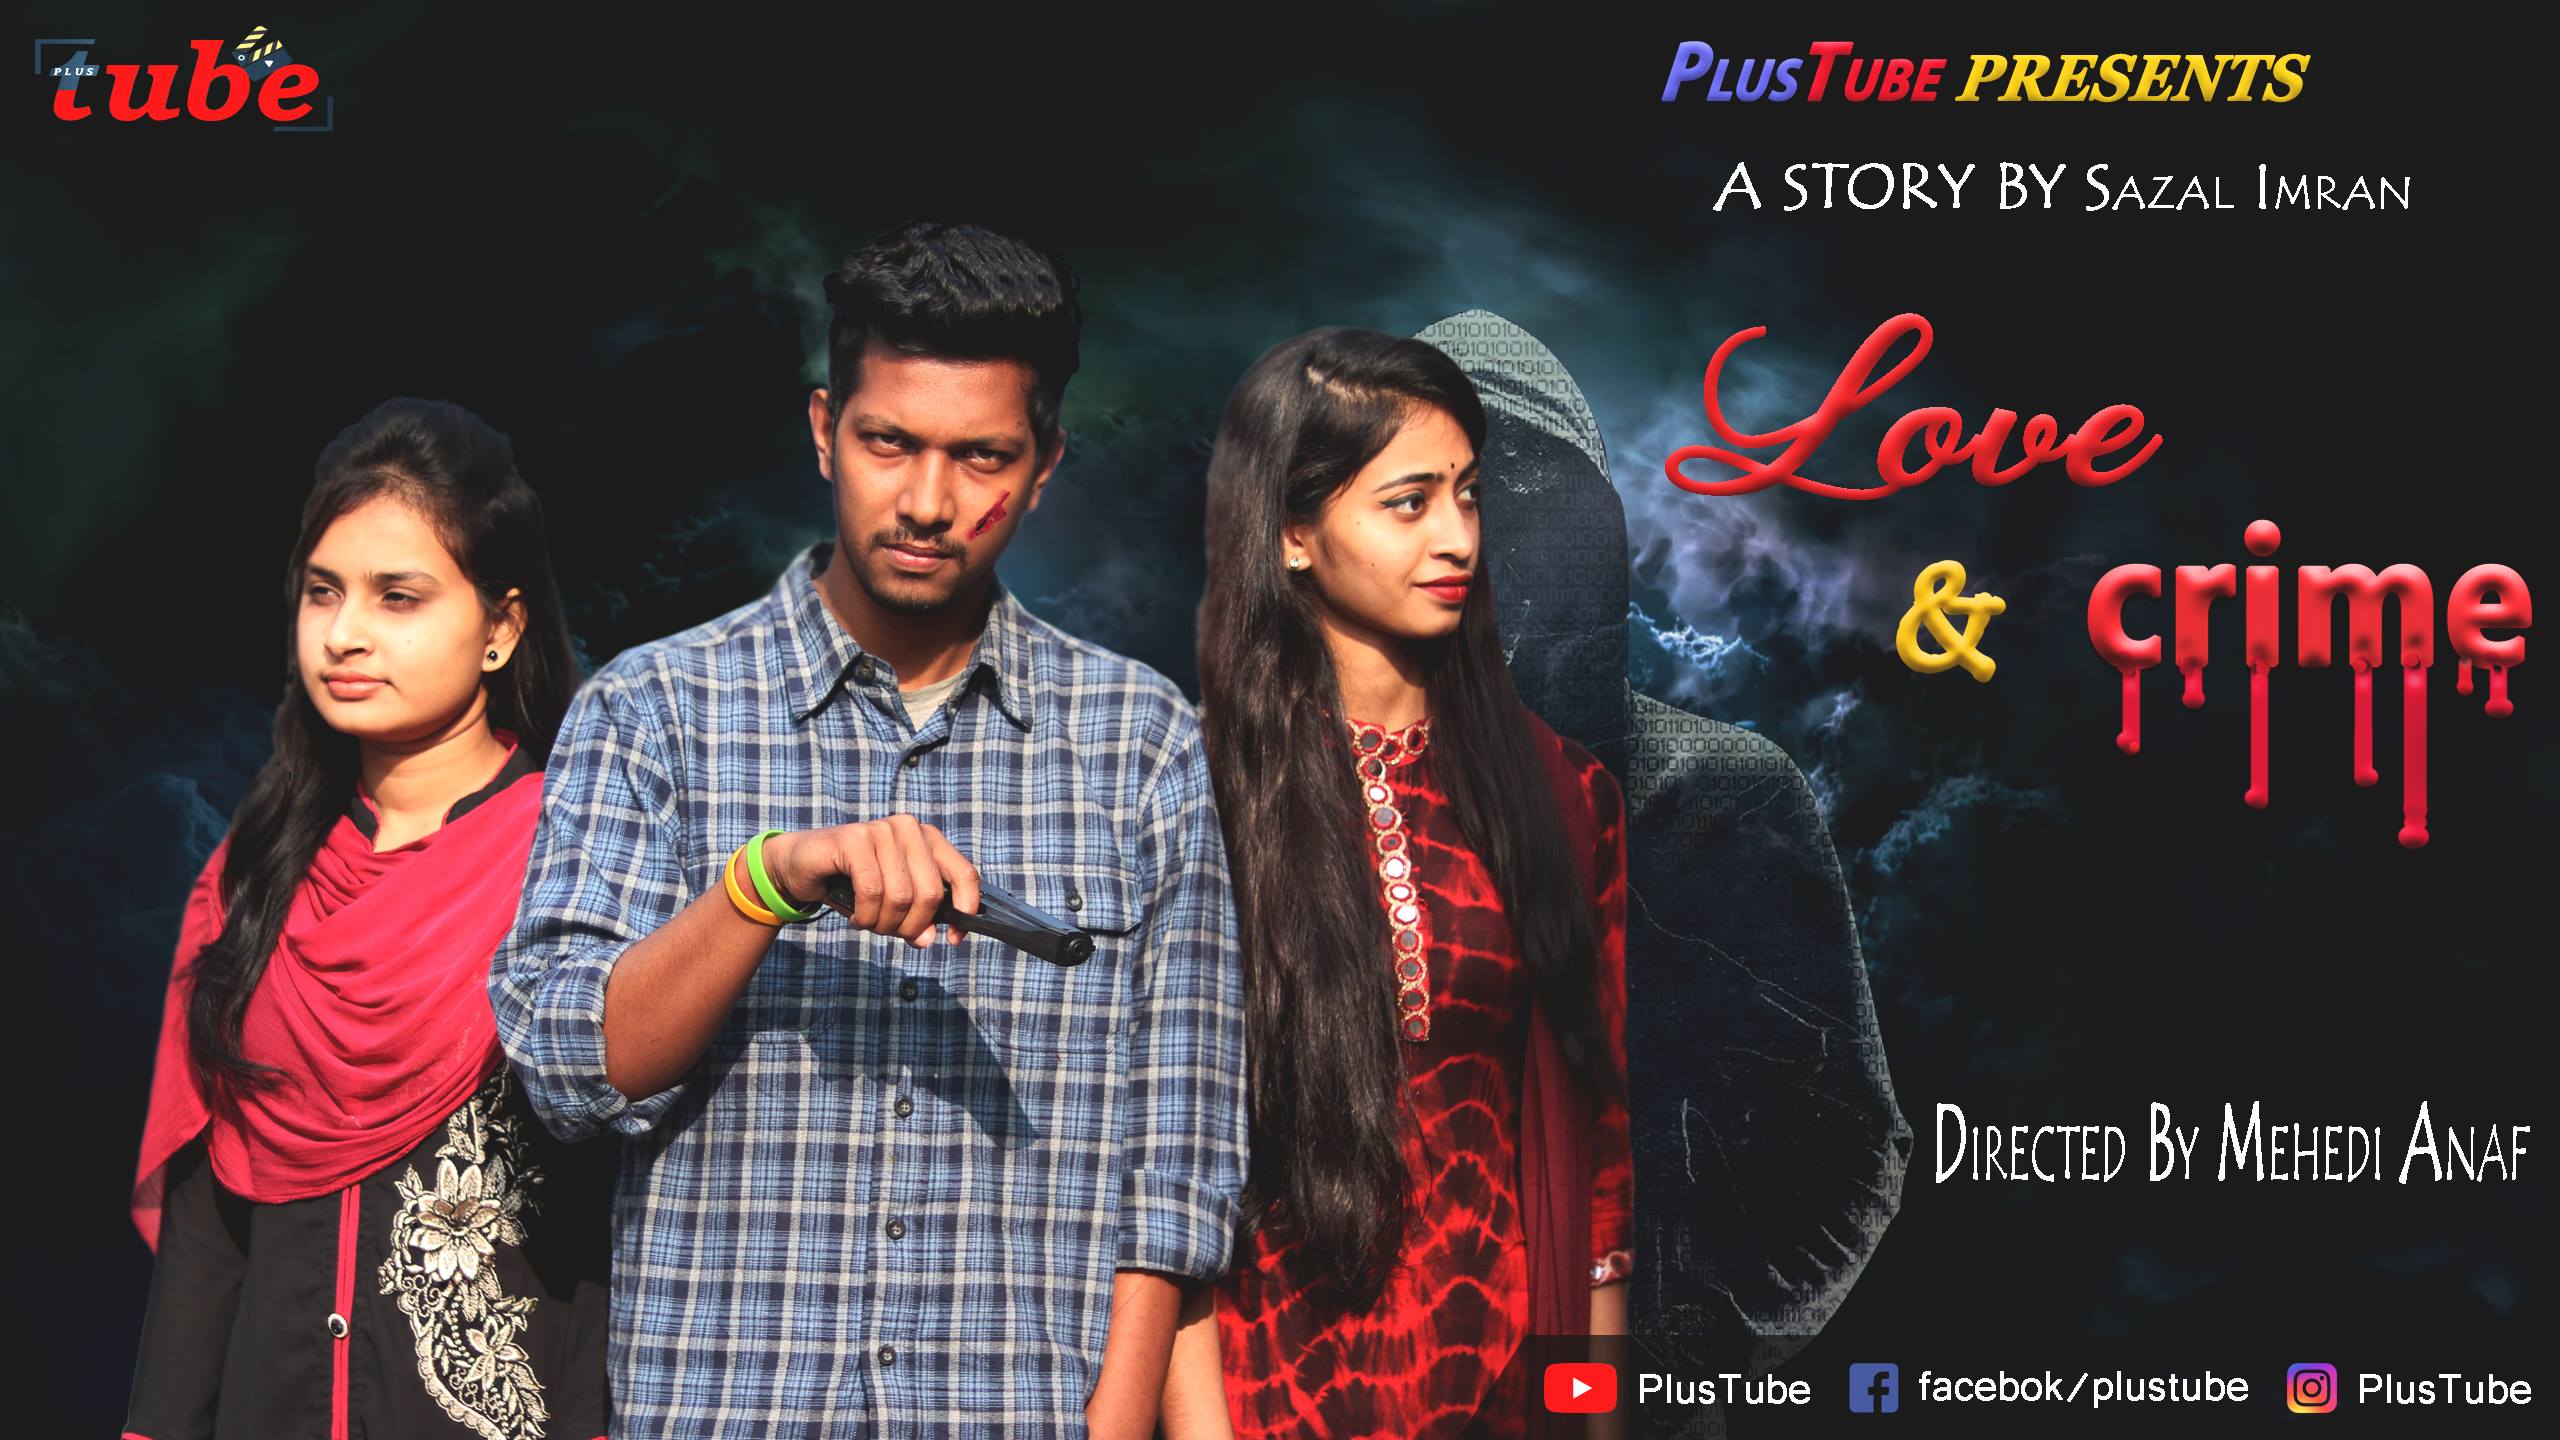 PLUS
tube
PLUSTUBE PRESENTS
A STORY BY SAZAL IMRAN
Love
& crime
DIRECTED BY MEHEDI ANAF
PlusTube
facebok/plustube
PlusTube